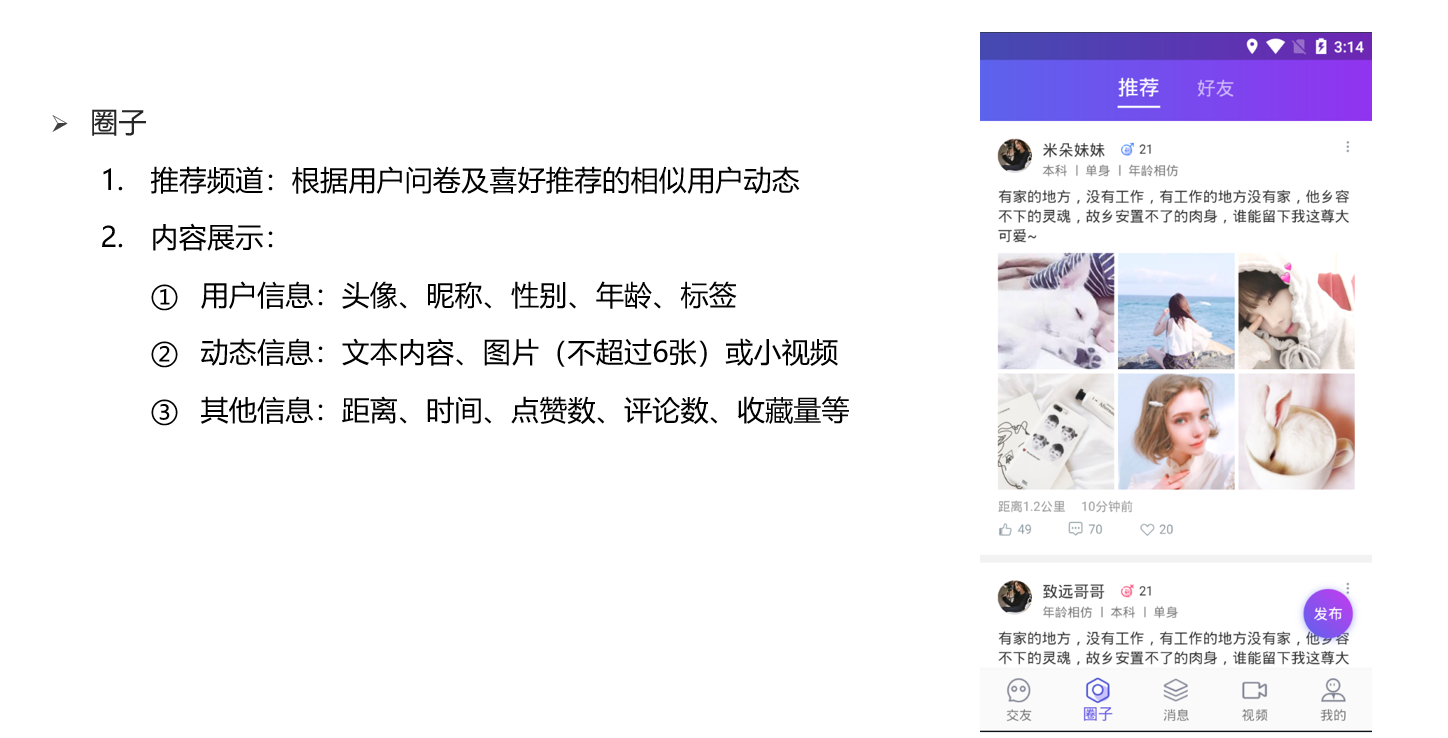 圈子
1. 推荐频道：根据用户问卷及喜好推荐的相似用户动态
2. 内容展示：
① 用户信息：头像、昵称、性别、年龄、标签
② 动态信息：文本内容、图片（不超过6张）或小视频
③ 其他信息：距离、时间、点赞数、评论数、收藏量等
3:14
推荐 好友
米朵妹妹 21
本科 | 单身 | 年龄相仿
有家的地方，没有工作，有工作的地方没有家，他乡容
不下的灵魂，故乡安置不了的肉身，谁能留下我这尊大
可爱~
距离1.2公里 10分钟前
49 70 20
致远哥哥 21
年龄相仿 | 本科 | 单身
发布
有家的地方，没有工作，有工作的地方没有家，他乡容
不下的灵魂，故乡安置不了的肉身，谁能留下我这尊大
交友 圈子 消息 视频 我的